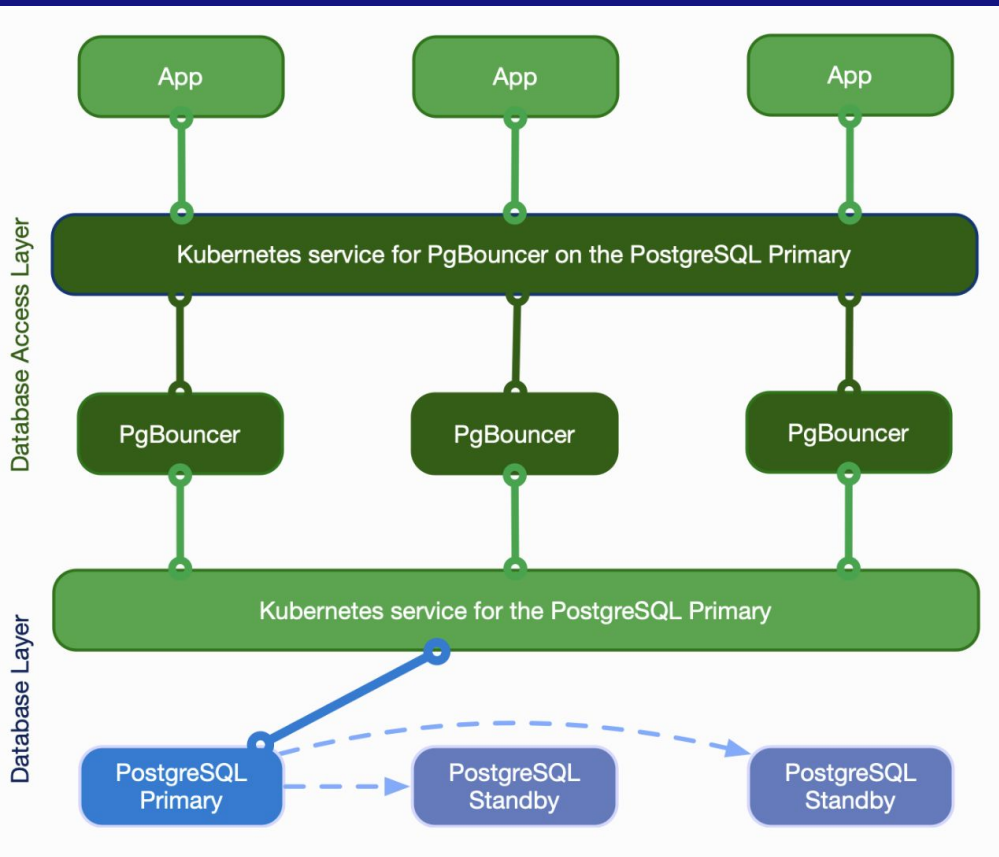 App
App
App
Database Access Layer
Kubernetes service for PgBouncer on the PostgreSQL Primary
PgBouncer
PgBouncer
PgBouncer
Database Layer
Kubernetes service for the PostgreSQL Primary
PostgreSQL
Primary
PostgreSQL
Standby
PostgreSQL
Standby